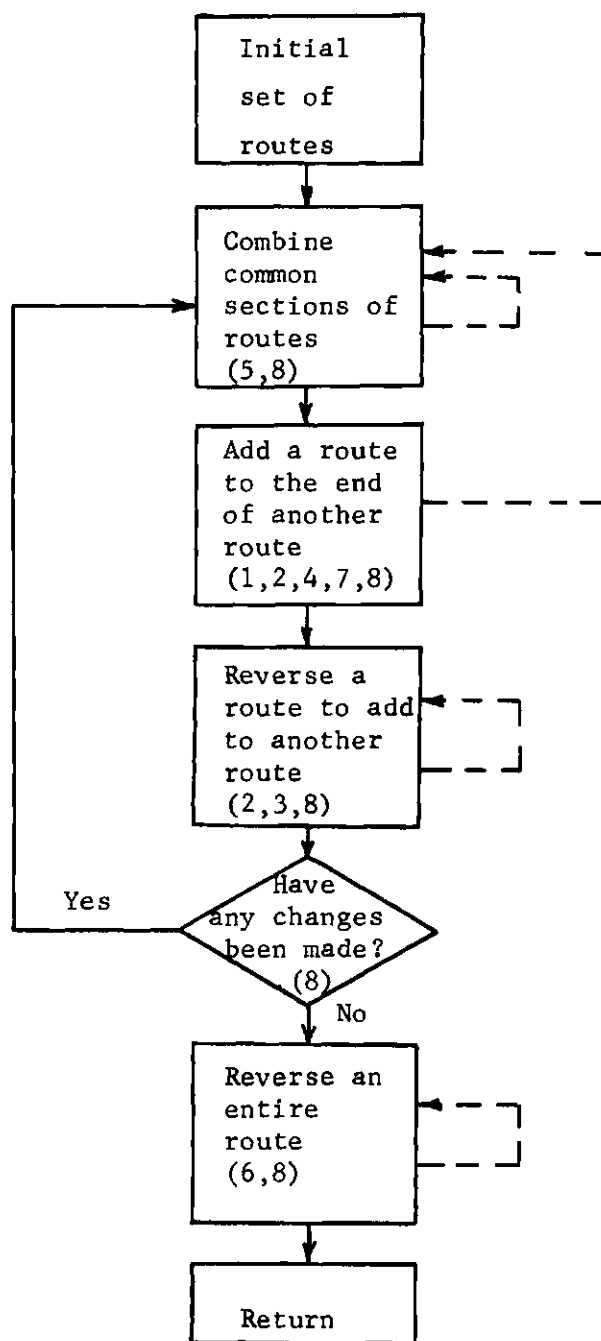 Initial
set of
routes
Combine
common
sections of
routes
(5,8)
Add a route
to the end
of another
route
(1,2,4,7,8)
Reverse a
route to add
to another
route
(2,3,8)
Have
any changes
been made?
(8)
Yes
No
Reverse an
entire
route
(6,8)
Return